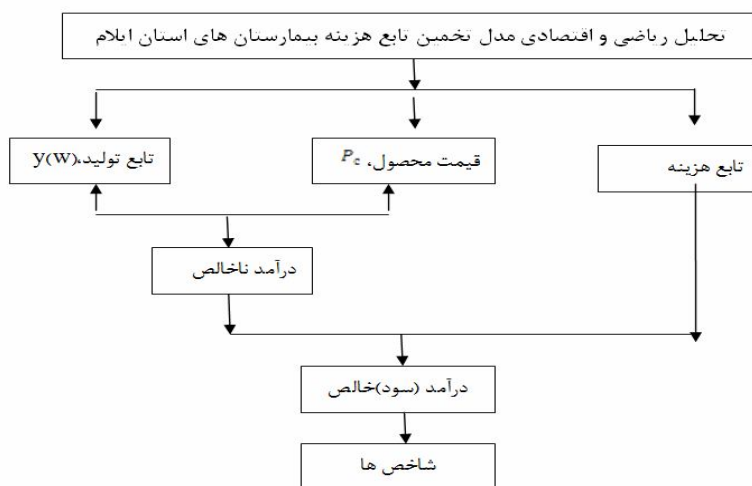 تحلیل ریاضی و اقتصادی مدل تخمین تابع هزینه بیمارستان های استان ایلام
تابع هزینه
قیمت محصول، Pc
تابع تولید،y(w)
درآمد ناخالص
درآمد (سود)خالص
شاخص ها